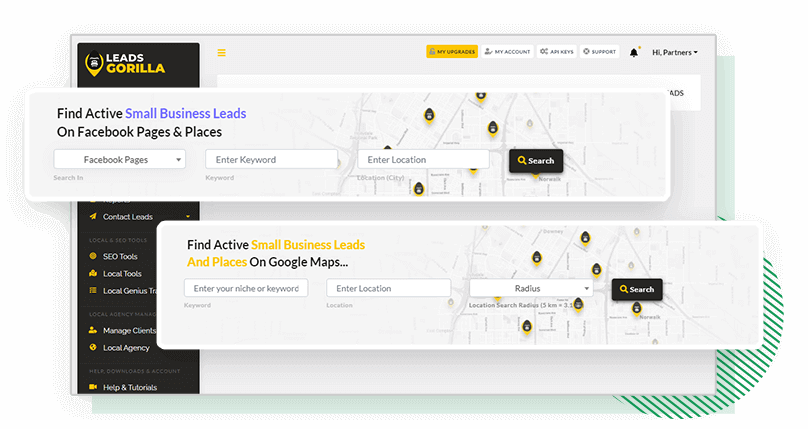 LEADS
GORILLA
MY UPGRADES
MY ACCOUNT
API KEYS
SUPPORT
Hi, Partners
Find Active Small Business Leads
On Facebook Pages & Places
Facebook Pages
Enter Keyword
Enter Location
Search
Search In
Keyword
Location (City)
Norwalk
Contact Leads
LOCAL & SEO TOOLS
SEO Tools
Local Tools
Local Genius Tra
LOCAL AGENCY MANA
Manage Clients
Local Agency
HELP, DOWNLOADS & ACCOUNT
Help & Tutorials
Find Active Small Business Leads
And Places On Google Maps...
Downey
Enter your niche or keyword
Enter Location
Radius
Search
Keyword
Location
Location Search Radius (5 km = 3.1
Norwalk